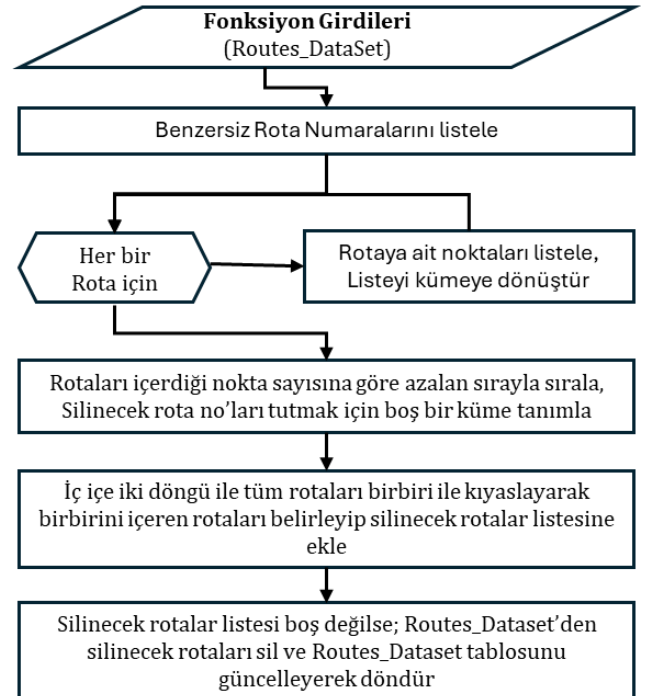 Fonksiyon Girdileri
(Routes_DataSet)
Benzersiz Rota Numaralarını listele
Her bir
Rota için
Rotaya ait noktaları listele,
Listeyi kümeye dönüştür
Rotaları içerdiği nokta sayısına göre azalan sırayla sırala,
Silinecek rota no’ları tutmak için boş bir küme tanımla
İç içe iki döngü ile tüm rotaları birbiri ile kıyaslayarak
birbirini içeren rotaları belirleyip silinecek rotalar listesine
ekle
Silinecek rotalar listesi boş değilse; Routes_Dataset’den
silinecek rotaları sil ve Routes_Dataset tablosunu
güncelleyerek döndür